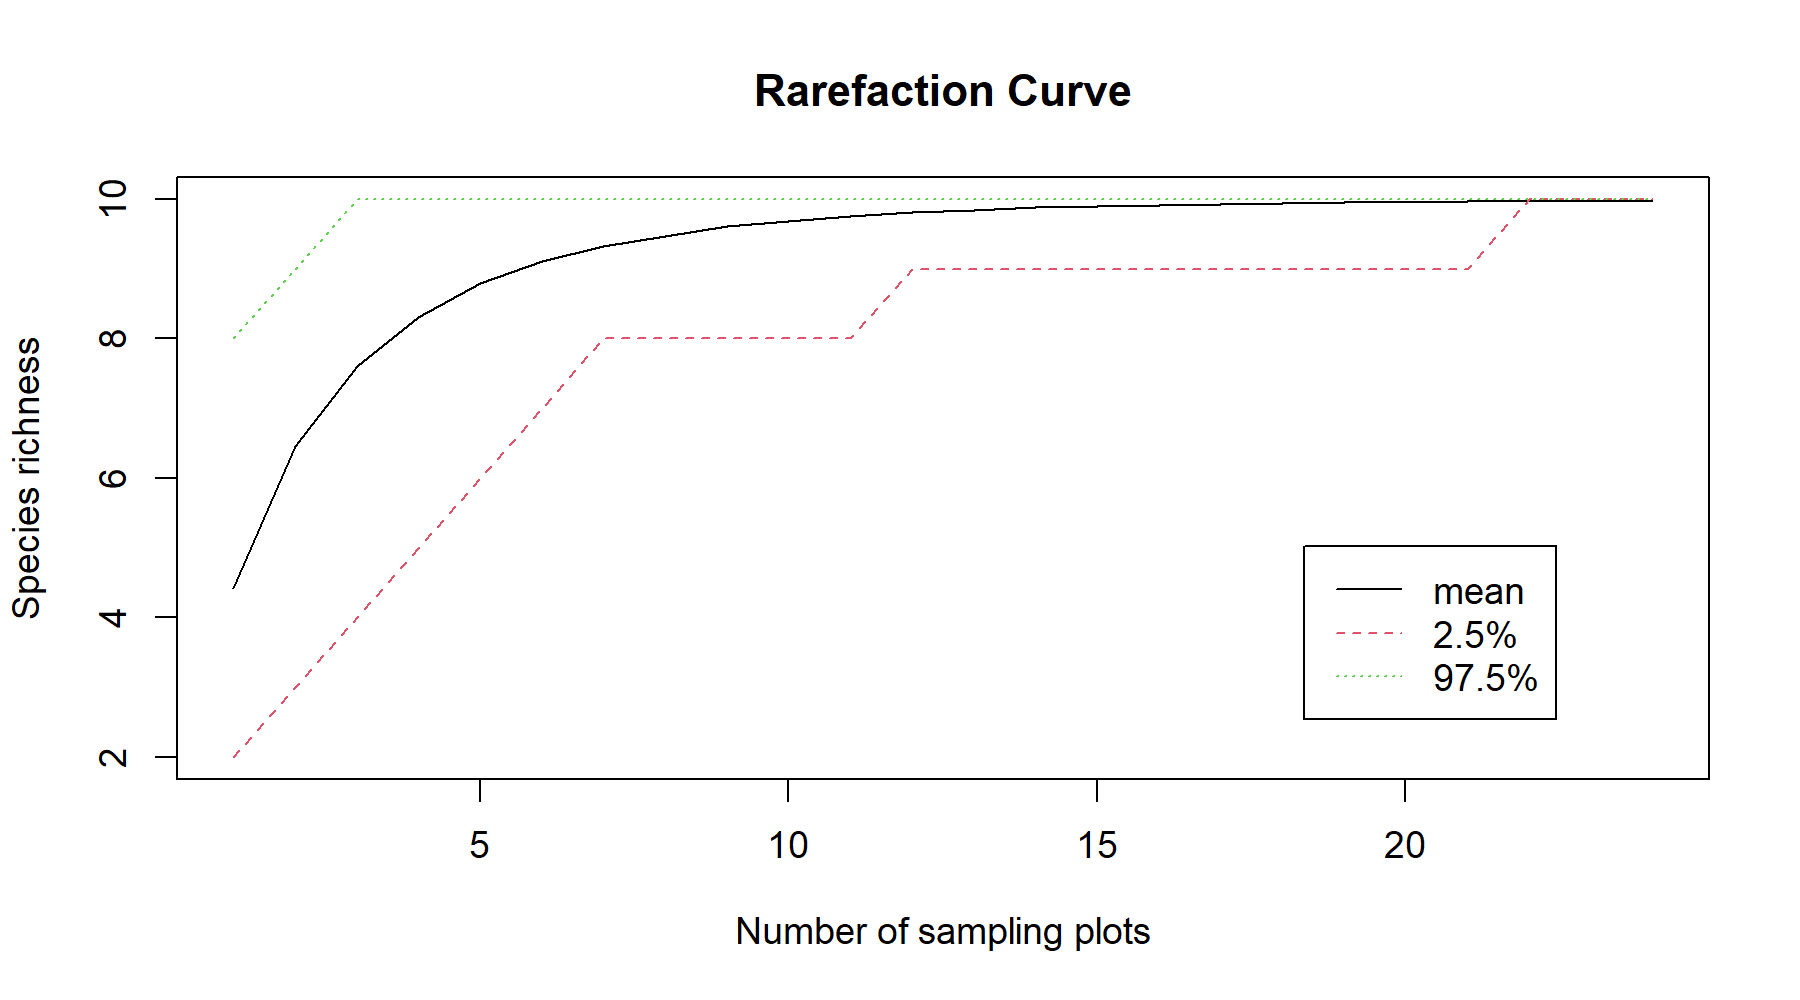 Rarefaction Curve
10
8
6
4
2
Species richness
mean
2.5%
97.5%
5 10 15 20
Number of sampling plots